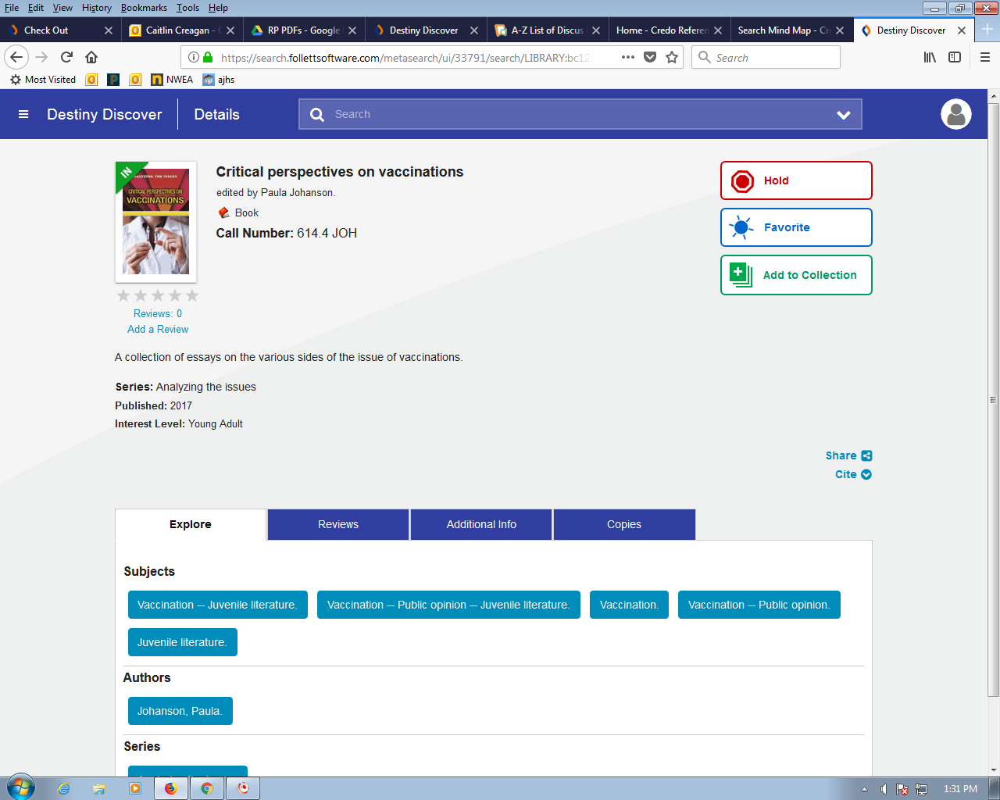 File Edit View History Bookmarks Tools Help
Check Out
Caitlin Creagan -
RP PDFs - Google
Destiny Discover
A-Z List of Discus
Home - Credo Referen
Search Mind Map - Cr
Destiny Discover
https://search.follettsoftware.com/metasearch/ui/33791/search/LIBRARY:bc12
Search
Most Visited
NWEA
ajhs
Destiny Discover
Details
Search
IN
ANALYZING THE ISSUES
CRITICAL PERSPECTIVES ON
VACCINATIONS
Critical perspectives on vaccinations
edited by Paula Johanson.
Book
Call Number: 614.4 JOH
Hold
Favorite
Add to Collection
Reviews: 0
Add a Review
A collection of essays on the various sides of the issue of vaccinations.
Series: Analyzing the issues
Published: 2017
Interest Level: Young Adult
Share
Cite
Explore
Reviews
Additional Info
Copies
Subjects
Vaccination -- Juvenile literature.
Vaccination -- Public opinion -- Juvenile literature.
Vaccination.
Vaccination -- Public opinion.
Juvenile literature.
Authors
Johanson, Paula.
Series
1:31 PM